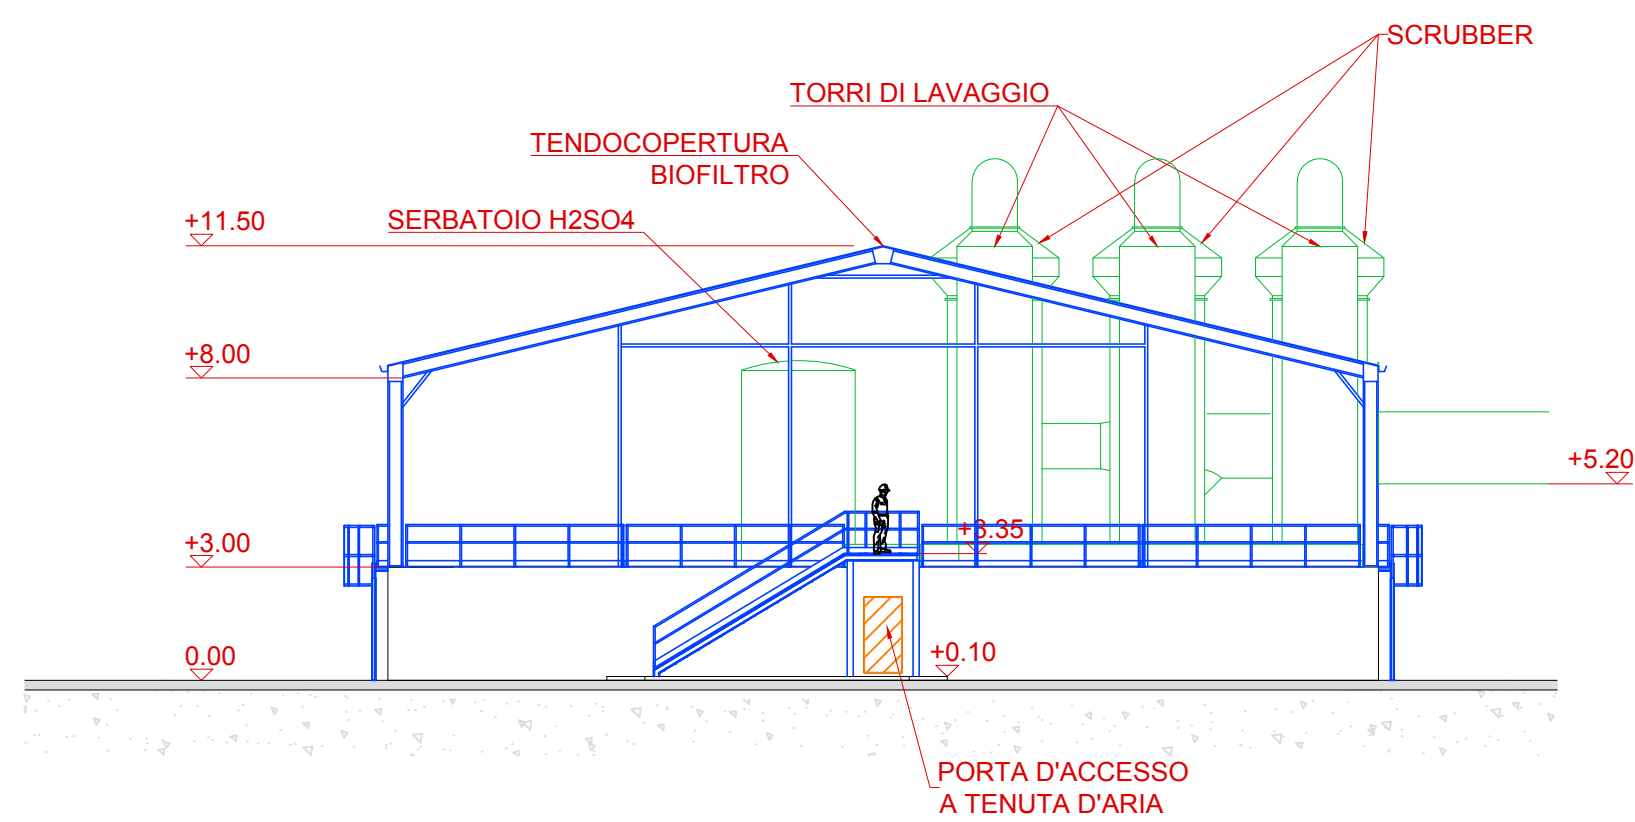 SCRUBBER
TORRI DI LAVAGGIO
TENDOCOPERTURA
BIOFILTRO
+11.50
SERBATOIO H2SO4
+8.00
+5.20
+3.00
+3.35
0.00
+0.10
PORTA D'ACCESSO
A TENUTA D'ARIA